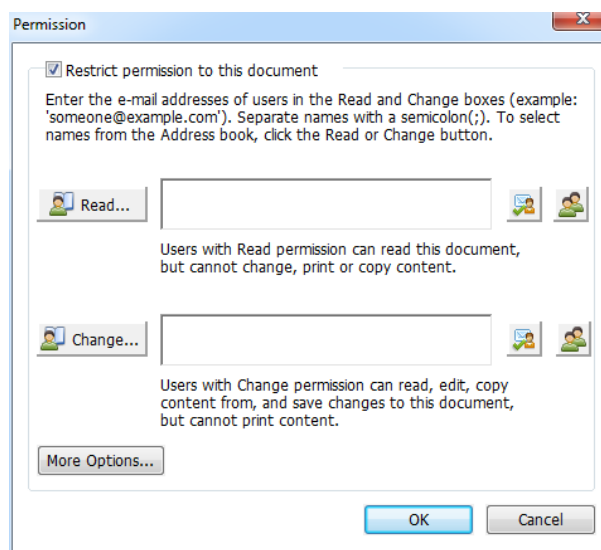 Permission
Restrict permission to this document
Enter the e-mail addresses of users in the Read and Change boxes (example:
'someone@example.com'). Separate names with a semicolon(;). To select
names from the Address book, click the Read or Change button.
Read...
Users with Read permission can read this document,
but cannot change, print or copy content.
Change...
Users with Change permission can read, edit, copy
content from, and save changes to this document,
but cannot print content.
More Options...
OK Cancel